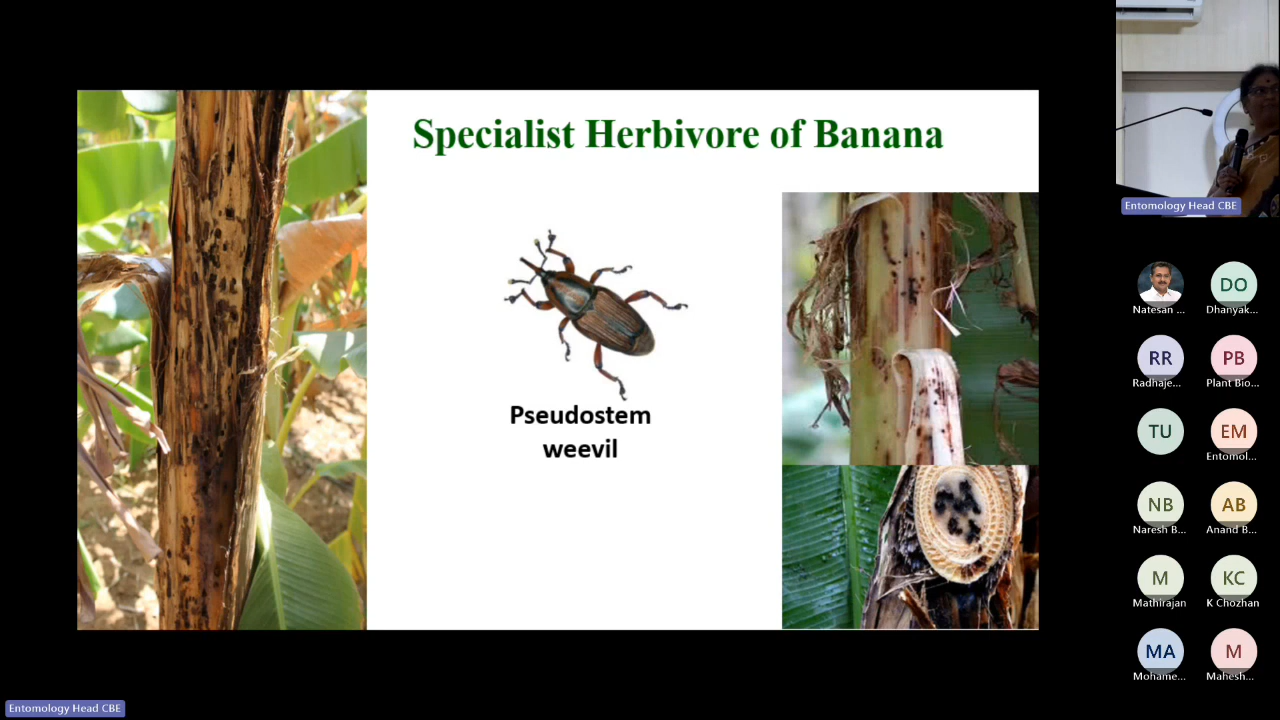 Specialist Herbivore of Banana
Pseudostem
weevil
Entomology Head CBE
Natesan ...
DO
Dhanyak...
RR
Radhaje...
PB
Plant Bio...
TU
EM
Entomol...
NB
Naresh B...
AB
Anand B...
M
Mathirajan
KC
K Chozhan
MA
Mohame...
M
Mahesh...
Entomology Head CBE